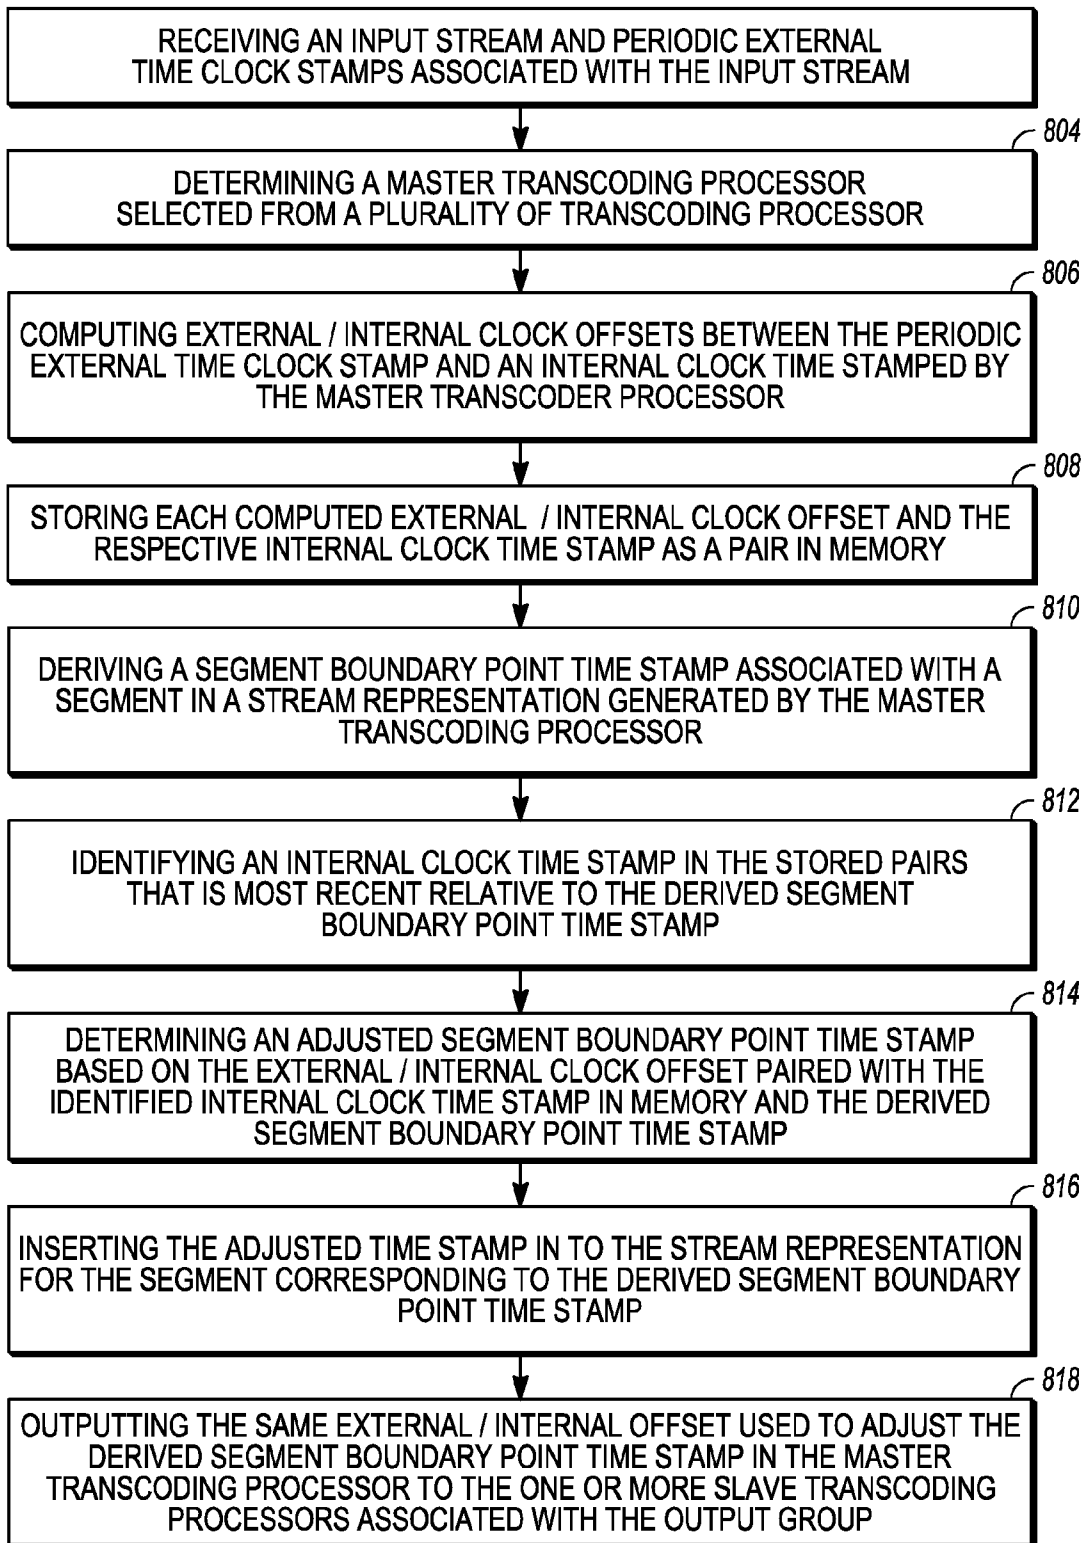 RECEIVING AN INPUT STREAM AND PERIODIC EXTERNAL
TIME CLOCK STAMPS ASSOCIATED WITH THE INPUT STREAM
804
DETERMINING A MASTER TRANSCODING PROCESSOR
SELECTED FROM A PLURALITY OF TRANSCODING PROCESSOR
806
COMPUTING EXTERNAL / INTERNAL CLOCK OFFSETS BETWEEN THE PERIODIC
EXTERNAL TIME CLOCK STAMP AND AN INTERNAL CLOCK TIME STAMPED BY
THE MASTER TRANSCODER PROCESSOR
808
STORING EACH COMPUTED EXTERNAL / INTERNAL CLOCK OFFSET AND THE
RESPECTIVE INTERNAL CLOCK TIME STAMP AS A PAIR IN MEMORY
810
DERIVING A SEGMENT BOUNDARY POINT TIME STAMP ASSOCIATED WITH A
SEGMENT IN A STREAM REPRESENTATION GENERATED BY THE MASTER
TRANSCODING PROCESSOR
812
IDENTIFYING AN INTERNAL CLOCK TIME STAMP IN THE STORED PAIRS
THAT IS MOST RECENT RELATIVE TO THE DERIVED SEGMENT
BOUNDARY POINT TIME STAMP
814
DETERMINING AN ADJUSTED SEGMENT BOUNDARY POINT TIME STAMP
BASED ON THE EXTERNAL / INTERNAL CLOCK OFFSET PAIRED WITH THE
IDENTIFIED INTERNAL CLOCK TIME STAMP IN MEMORY AND THE DERIVED
SEGMENT BOUNDARY POINT TIME STAMP
816
INSERTING THE ADJUSTED TIME STAMP IN TO THE STREAM REPRESENTATION
FOR THE SEGMENT CORRESPONDING TO THE DERIVED SEGMENT BOUNDARY
POINT TIME STAMP
818
OUTPUTTING THE SAME EXTERNAL / INTERNAL OFFSET USED TO ADJUST THE
DERIVED SEGMENT BOUNDARY POINT TIME STAMP IN THE MASTER
TRANSCODING PROCESSOR TO THE ONE OR MORE SLAVE TRANSCODING
PROCESSORS ASSOCIATED WITH THE OUTPUT GROUP